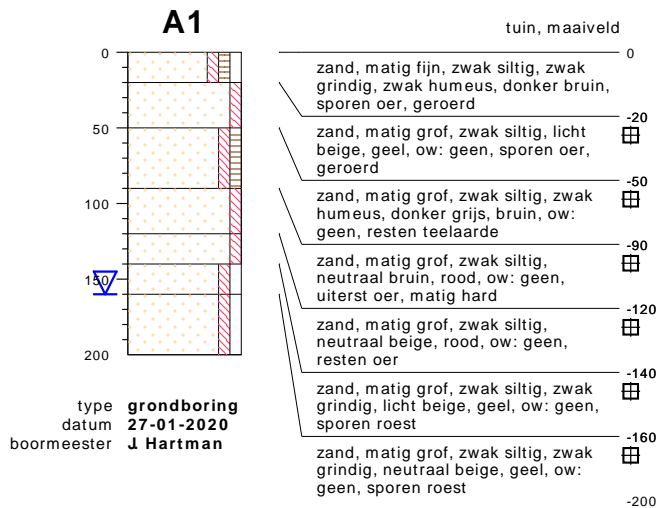 A1
tuin, maaiveld
0
50
100
150
200
0
zand, matig fijn, zwak siltig, zwak
grindig, zwak humeus, donker bruin,
sporen oer, geroerd
-20
zand, matig grof, zwak siltig, licht
beige, geel, ow: geen, sporen oer,
geroerd
-50
zand, matig grof, zwak siltig, zwak
humeus, donker grijs, bruin, ow:
geen, resten teelaarde
-90
zand, matig grof, zwak siltig,
neutraal bruin, rood, ow: geen,
uiterst oer, matig hard
-120
zand, matig grof, zwak siltig,
neutraal beige, rood, ow: geen,
resten oer
-140
zand, matig grof, zwak siltig, zwak
grindig, licht beige, geel, ow: geen,
sporen roest
-160
zand, matig grof, zwak siltig, zwak
grindig, neutraal beige, geel, ow:
geen, sporen roest
-200
type grondboring
datum 27-01-2020
boormeester J Hartman